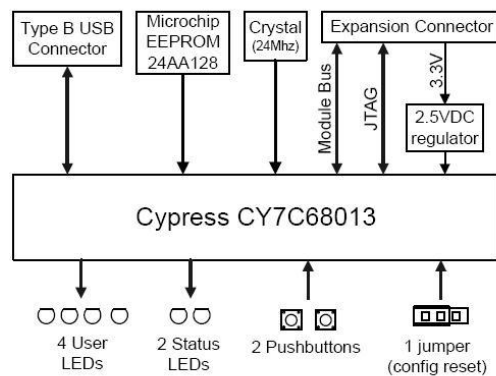 Type B USB
Connector
Microchip
EEPROM
24AA128
Crystal
(24Mhz)
Expansion Connector
Module Bus
JTAG
3.3V
2.5VDC
regulator
Cypress CY7C68013
4 User
LEDs
2 Status
LEDs
2 Pushbuttons
1 jumper
(config reset)